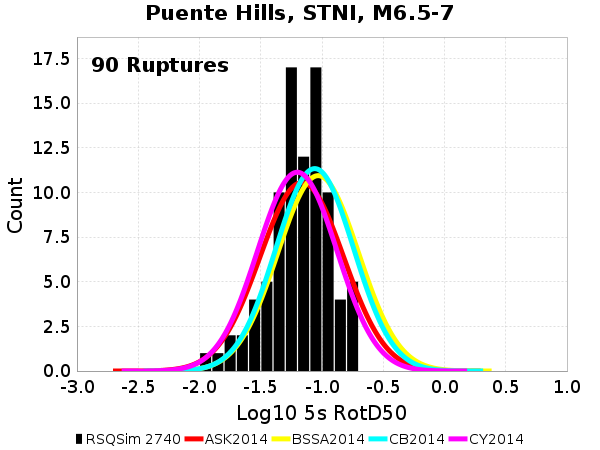 Puente Hills, STNI, M6.5-7
90 Ruptures
Count
17.5
15.0
12.5
10.0
7.5
5.0
2.5
0.0
-3.0 -2.5 -2.0 -1.5 -1.0 -0.5 0.0 0.5 1.0
Log10 5s RotD50
RSQSim 2740 ASK2014 BSSA2014 CB2014 CY2014